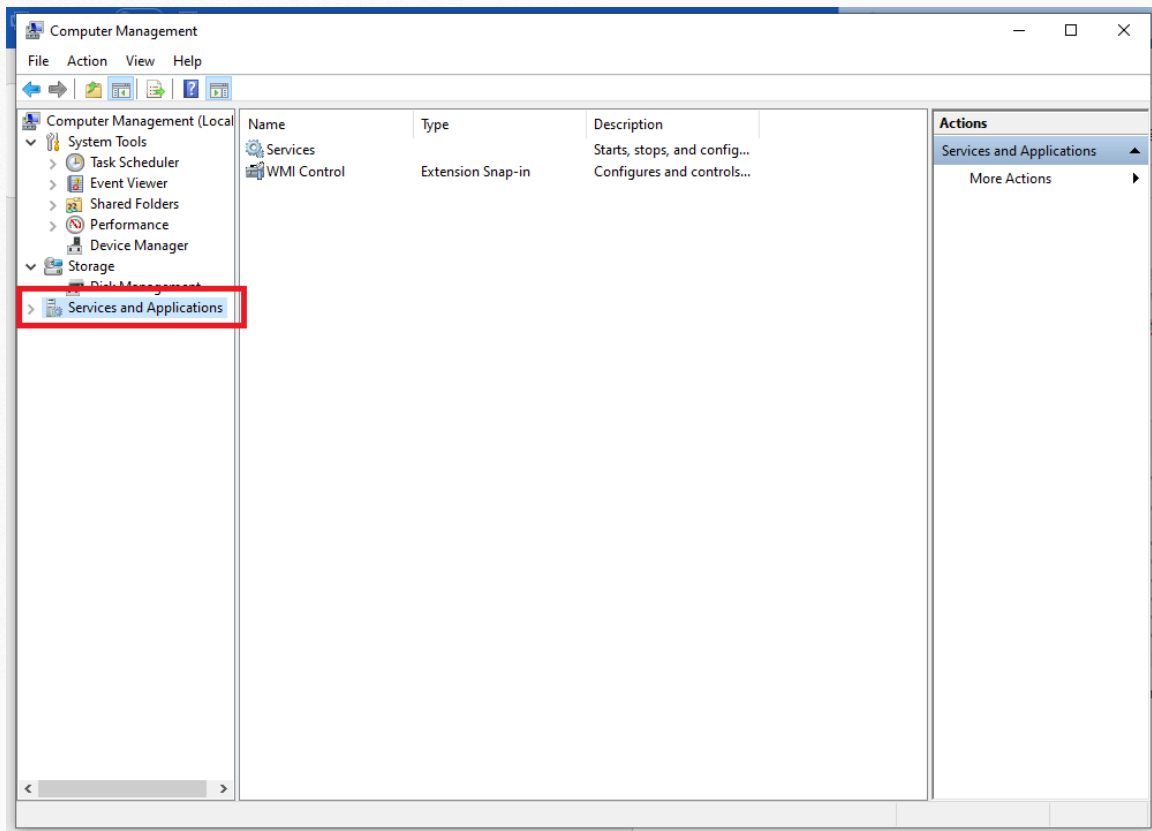 Computer Management
File Action View Help
Computer Management (Local
System Tools
Task Scheduler
Event Viewer
Shared Folders
Performance
Device Manager
Storage
Disk Management
Services and Applications
Name Type Description
Services Starts, stops, and config...
WMI Control Extension Snap-in Configures and controls...
Actions
Services and Applications
More Actions